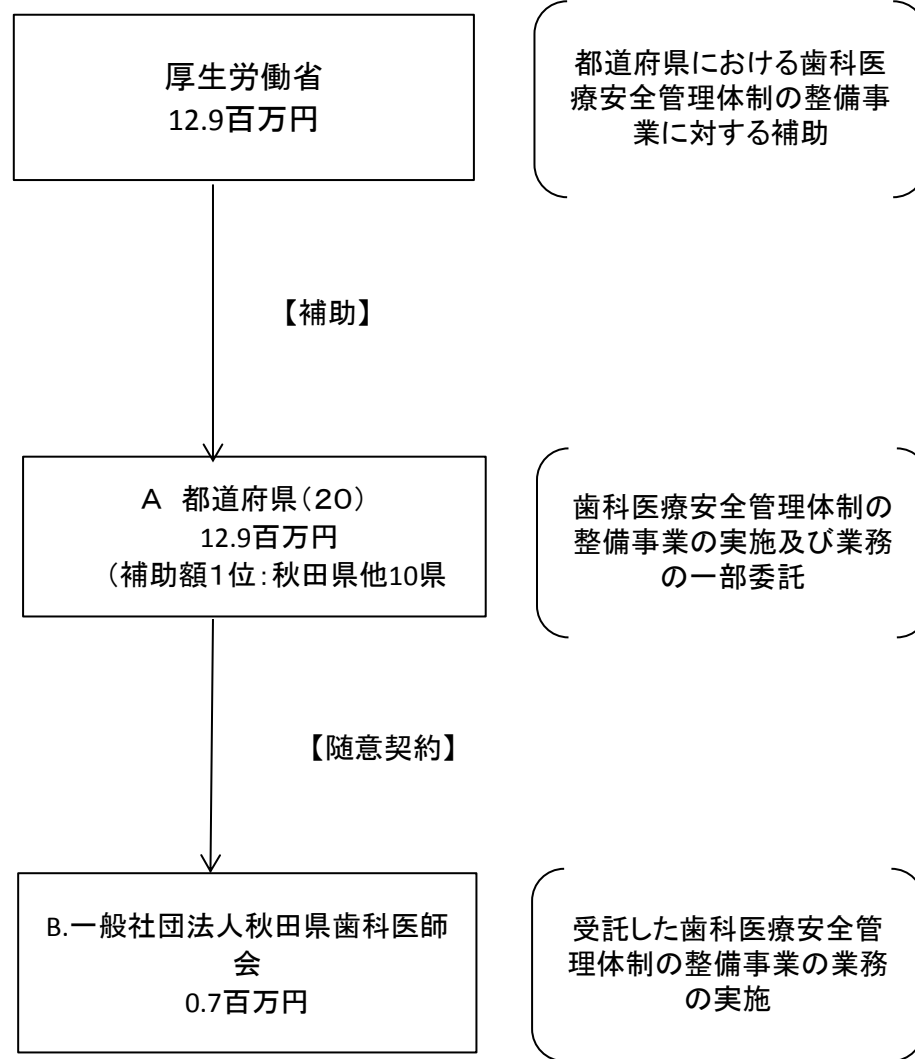 厚生労働省
12.9百万円
都道府県における歯科医
療安全管理体制の整備事
業に対する補助
【補助】
A　都道府県（２０）
12.9百万円
（補助額１位：秋田県他10県
歯科医療安全管理体制の
整備事業の実施及び業務
の一部委託
【随意契約】
B.一般社団法人秋田県歯科医師
会
0.7百万円
受託した歯科医療安全管
理体制の整備事業の業務
の実施